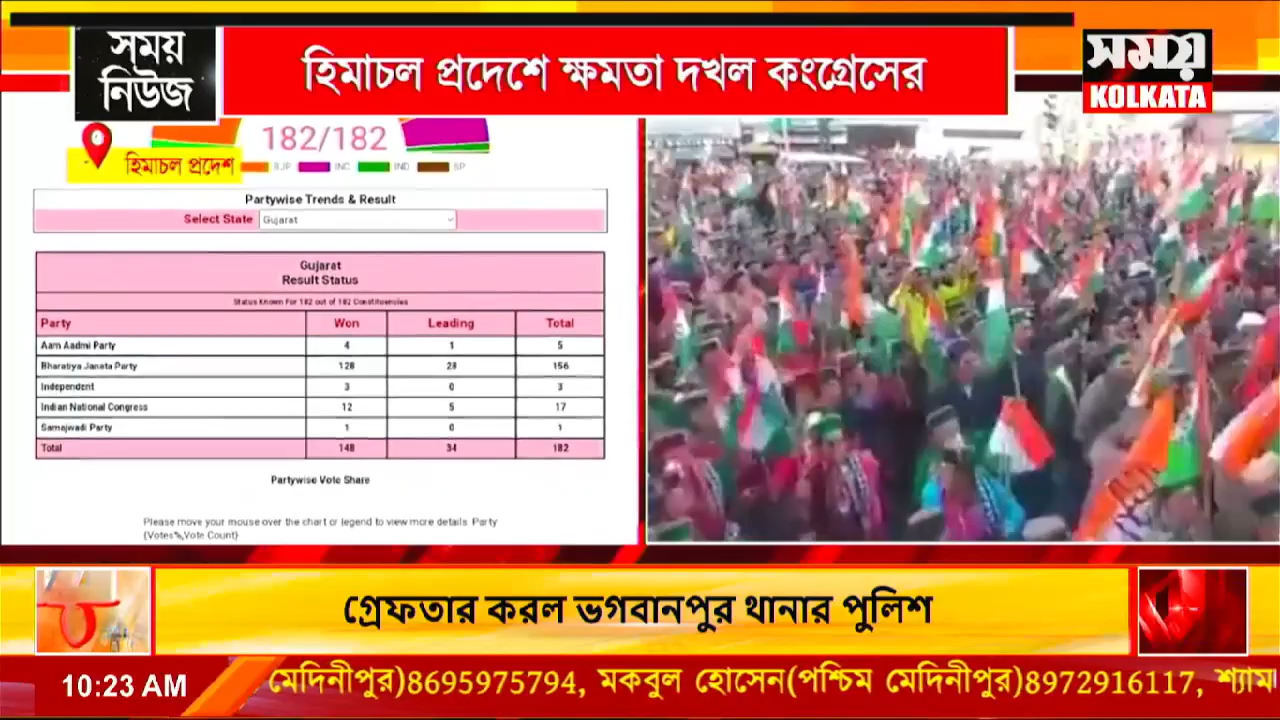 সময়
নিউজ
হিমাচল প্রদেশে ক্ষমতা দখল কংগ্রেসের
সময়
KOLKATA
182/182
হিমাচল প্রদেশ
BJP INC IND SP
Partywise Trends & Result
Select State Gujarat
Gujarat
Result Status
Status Known For 182 out of 182 Constituencies
Party Won Leading Total
Aam Aadmi Party 4 1 5
Bharatiya Janata Party 128 28 156
Independent 3 0 3
Indian National Congress 12 5 17
Samajwadi Party 1 0 1
Total 148 34 182
Partywise Vote Share
Please move your mouse over the chart or legend to view more details. Party
{Votes%,Vote Count}
গ্রেফতার করল ভগবানপুর থানার পুলিশ
10:23 AM
মেদিনীপুর)8695975794, মকবুল হোসেন(পশ্চিম মেদিনীপুর)8972916117, শ্যাম